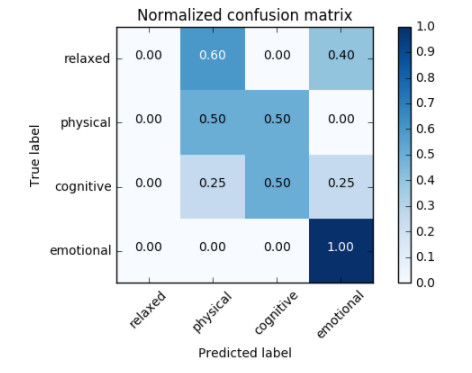 Normalized confusion matrix
True label
relaxed 0.00 0.60 0.00 0.40
physical 0.00 0.50 0.50 0.00
cognitive 0.00 0.25 0.50 0.25
emotional 0.00 0.00 0.00 1.00
relaxed physical cognitive emotional
Predicted label
1.0
0.9
0.8
0.7
0.6
0.5
0.4
0.3
0.2
0.1
0.0